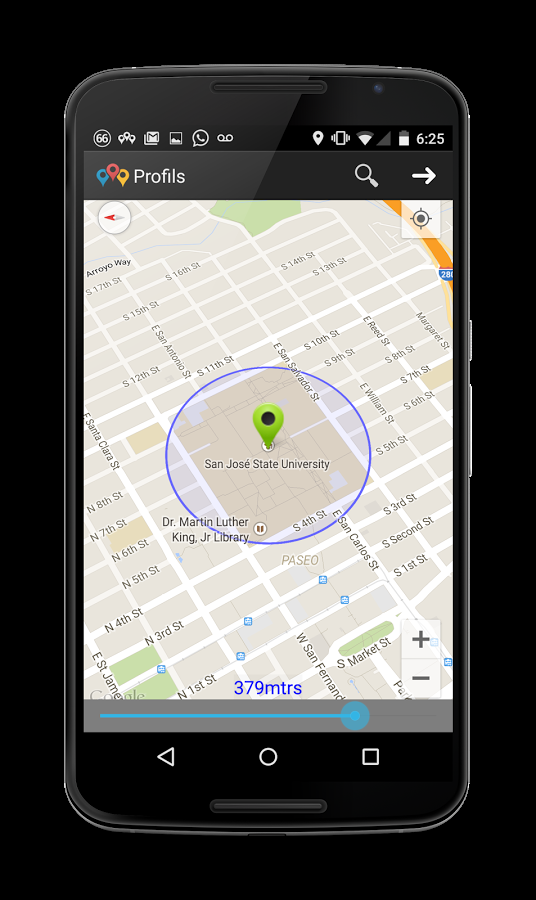 66
6:25
Profils
Arroyo Way
S 17th St
S 16th St
S 14th St
S 13th St
280
S 15th St
E San Antonio St
S 12th St
S 11th St
E San Salvador St
S 10th St
S 9th St
E Reed St
Margaret St
S 8th St
S 7th St
S 6th St
E William St
E Santa Clara St
S 5th St
San José State University
N 8th St
N 7th St
N 6th St
N 5th St
N 4th St
N 3rd St
N 1st St
Dr. Martin Luther
King, Jr Library
S 4th St
E San Carlos St
S 3rd St
S Second St
S 1st St
PASEO
S Market St
W San Fernand
E St Jame
Google
379mtrs
+
−